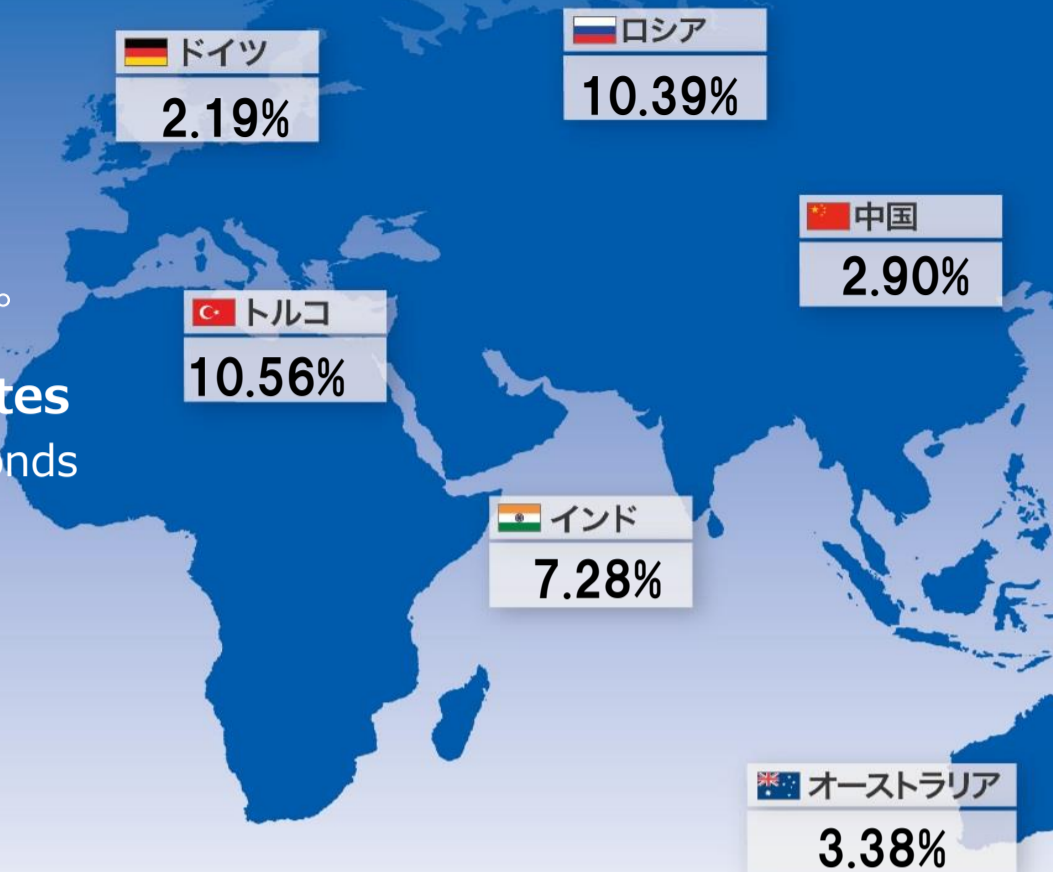 ドイツ
2.19%
ロシア
10.39%
中国
2.90%
。
トルコ
10.56%
tes
onds
インド
7.28%
オーストラリア
3.38%